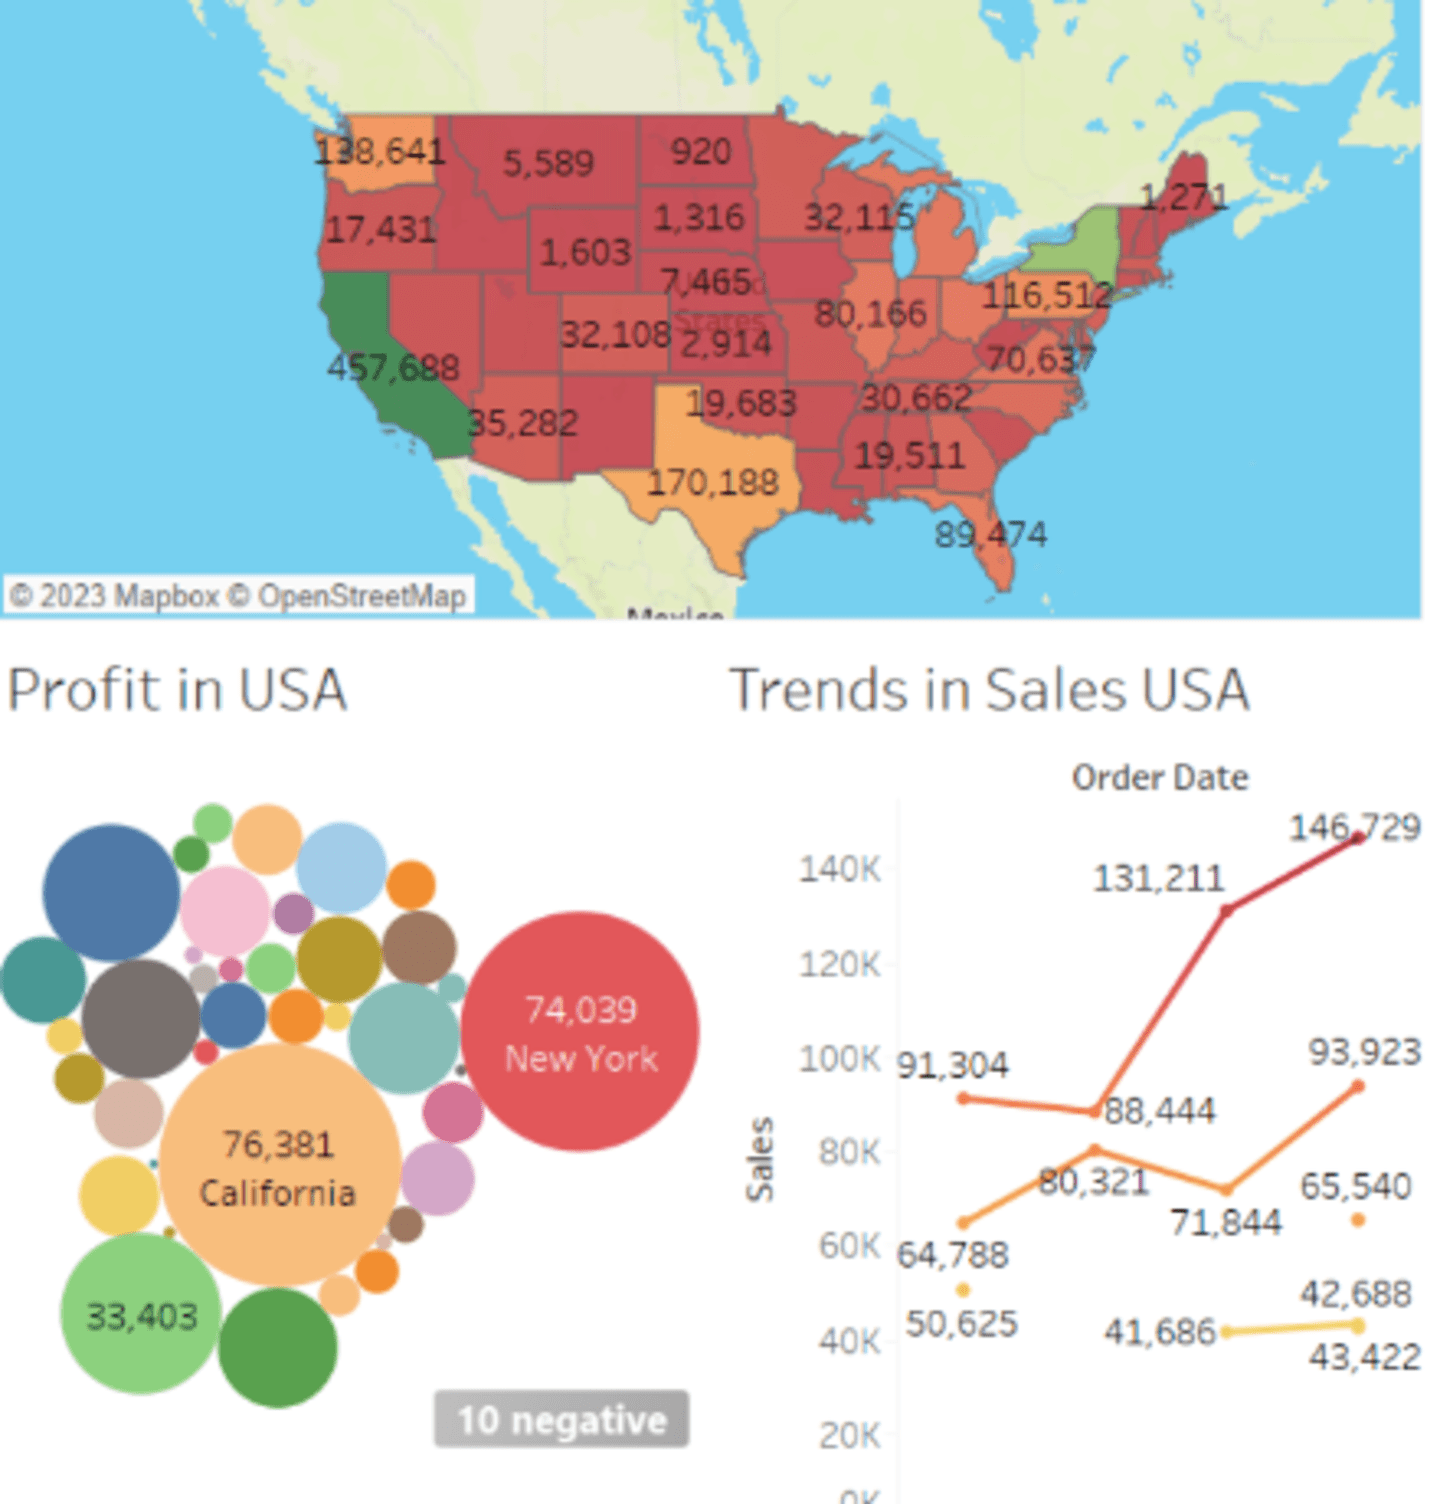 138,641
5,589
920
1,271
17,431
1,316
32,115
1,603
7,465
116,512
States
80,166
32,108
2,914
457,688
70,637
19,683
30,662
35,282
19,511
170,188
89,474
© 2023 Mapbox © OpenStreetMap
Mexico
Profit in USA
74,039
New York
76,381
California
33,403
10 negative
Trends in Sales USA
Order Date
Sales
140K
120K
100K
80K
60K
40K
20K
0K
146,729
131,211
91,304
93,923
88,444
80,321
65,540
71,844
64,788
42,688
50,625
41,686
43,422